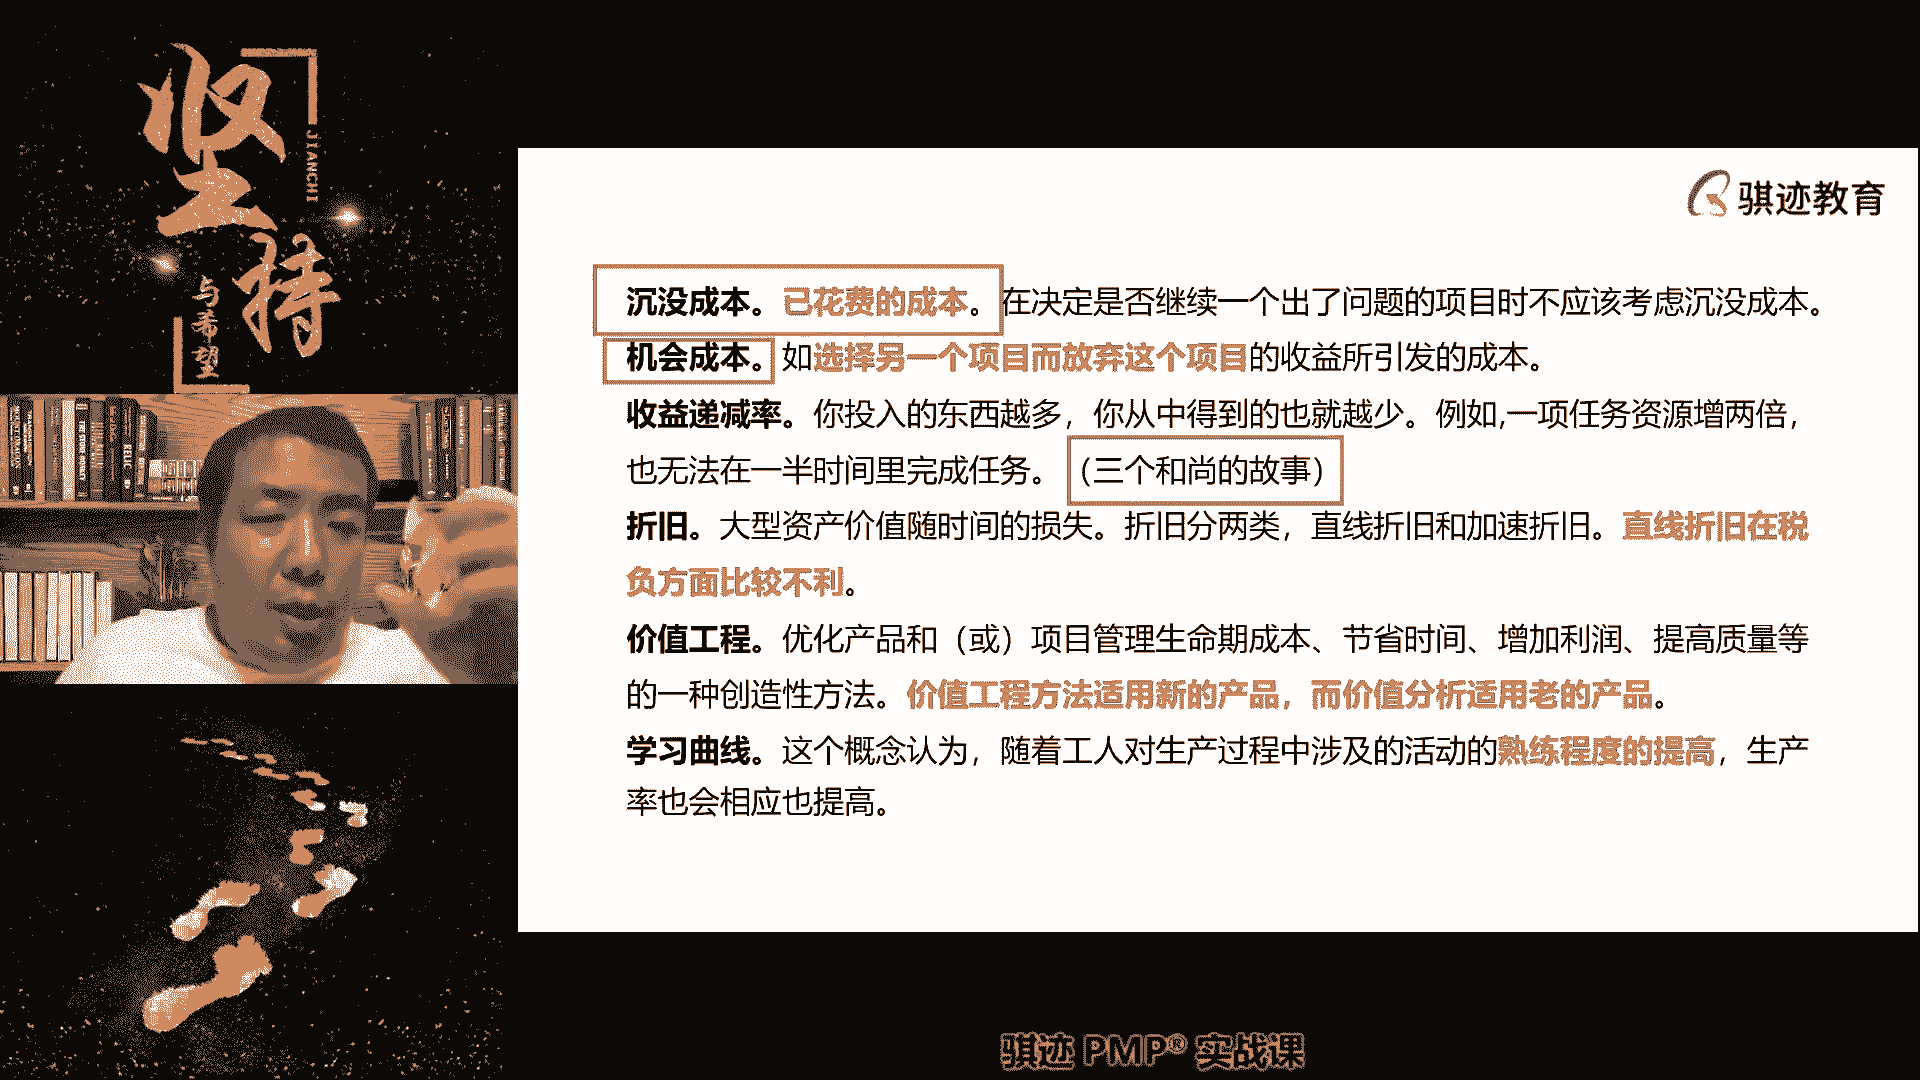 坚持
JIANCHI
与希望
骐迹教育
沉没成本。已花费的成本。在决定是否继续一个出了问题的项目时不应该考虑沉没成本。
机会成本。如选择另一个项目而放弃这个项目的收益所引发的成本。
收益递减率。你投入的东西越多，你从中得到的也就越少。例如,一项任务资源增两倍，
也无法在一半时间里完成任务。（三个和尚的故事）
折旧。大型资产价值随时间的损失。折旧分两类，直线折旧和加速折旧。直线折旧在税
负方面比较不利。
价值工程。优化产品和（或）项目管理生命期成本、节省时间、增加利润、提高质量等
的一种创造性方法。价值工程方法适用新的产品，而价值分析适用老的产品。
学习曲线。这个概念认为，随着工人对生产过程中涉及的活动的熟练程度的提高，生产
率也会相应也提高。
骐迹 PMP® 实战课